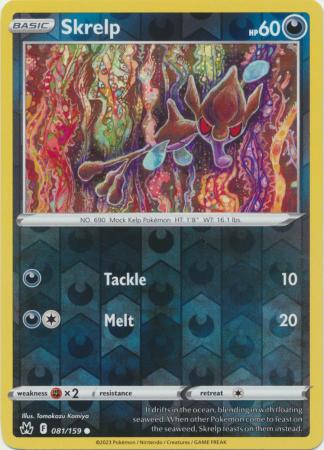 BASIC Skrelp HP60
NO. 690 Mock Kelp Pokémon HT: 1'8" WT: 16.1 lbs.
Tackle 10
Melt 20
weakness ×2 resistance retreat
Illus. Tomokazu Komiya
It drifts in the ocean, blending in with floating
seaweed. When other Pokémon come to feast on
the seaweed, Skrelp feasts on them instead.
F 081/159
©2023 Pokémon / Nintendo / Creatures / GAME FREAK